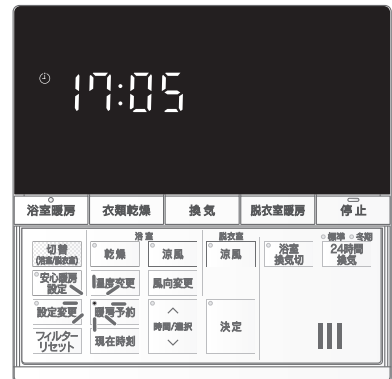 17:05
浴室暖房 衣類乾燥 換気 脱衣室暖房 停止
浴室 脱衣室 標準 冬期
切替
(浴室/脱衣室)
乾燥 涼風 涼風
浴室
換気切
24時間
換気
安心暖房
設定
温度変更 風向変更
設定変更 暖房予約
時間/選択
決定
フィルター
リセット
現在時刻